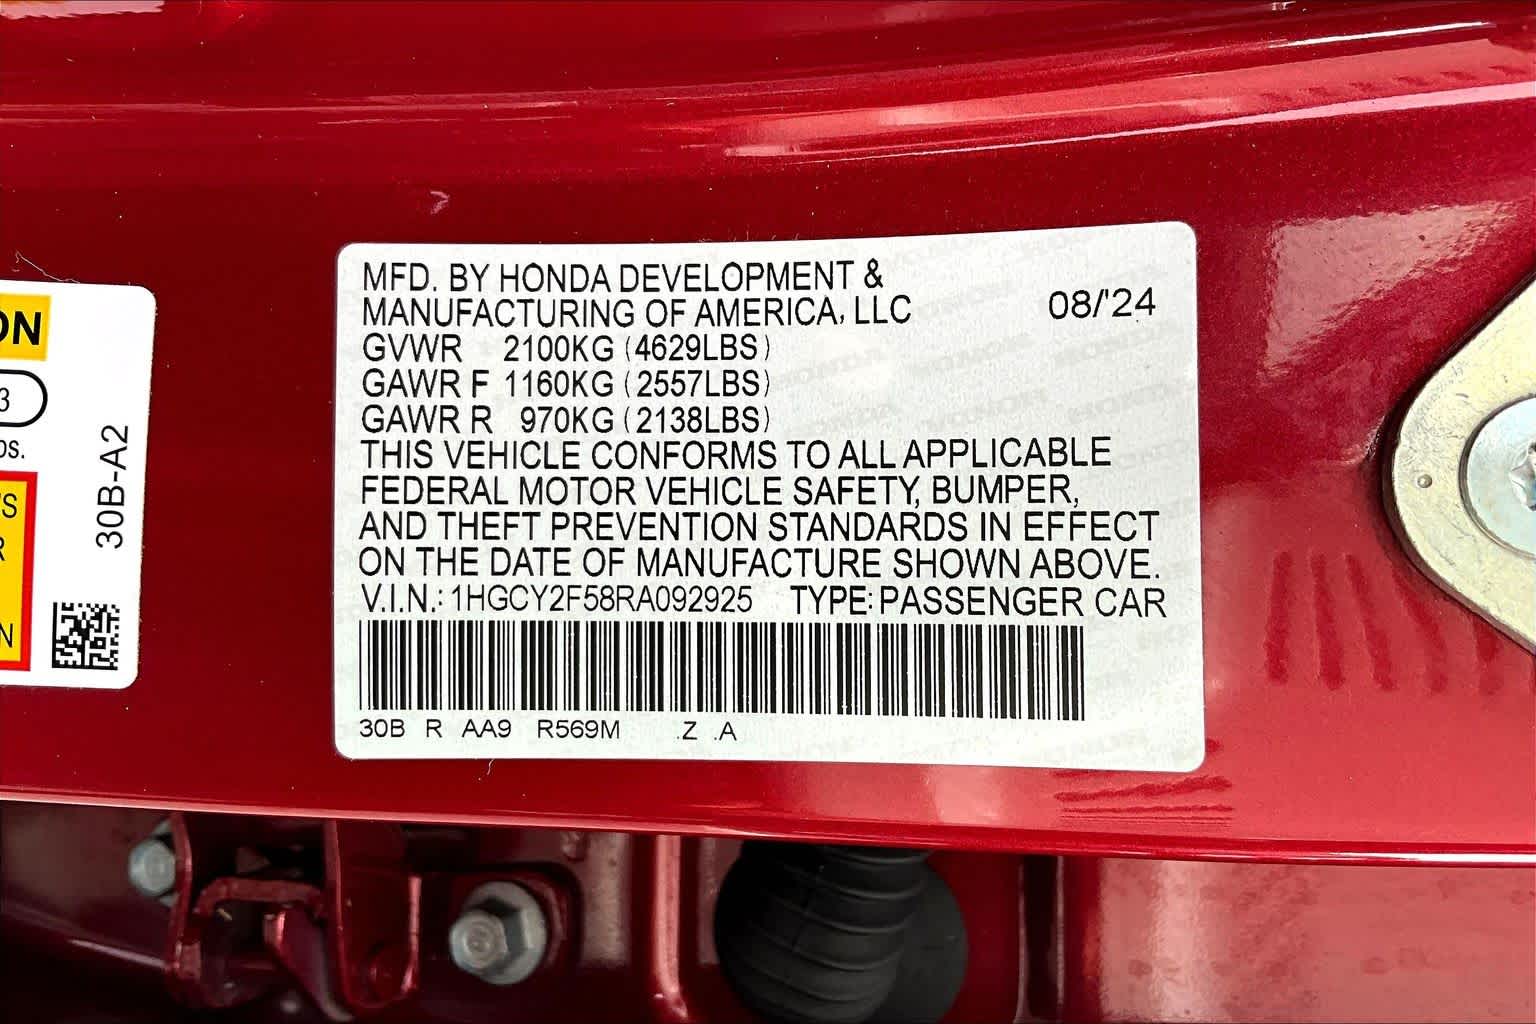 MFD. BY HONDA DEVELOPMENT &
MANUFACTURING OF AMERICA, LLC 08/'24
GVWR 2100KG (4629LBS)
GAWR F 1160KG (2557LBS)
GAWR R 970KG (2138LBS)
THIS VEHICLE CONFORMS TO ALL APPLICABLE
FEDERAL MOTOR VEHICLE SAFETY, BUMPER,
AND THEFT PREVENTION STANDARDS IN EFFECT
ON THE DATE OF MANUFACTURE SHOWN ABOVE.
V.I.N.: 1HGCY2F58RA092925 TYPE: PASSENGER CAR
30B R AA9 R569M .Z .A
30B-A2